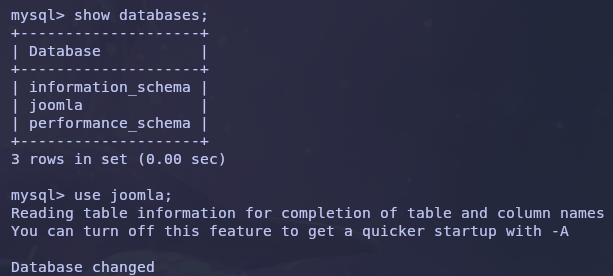 mysql> show databases;
+--------------------+
| Database           |
+--------------------+
| information_schema |
| joomla             |
| performance_schema |
+--------------------+
3 rows in set (0.00 sec)
mysql> use joomla;
Reading table information for completion of table and column names
You can turn off this feature to get a quicker startup with -A
Database changed